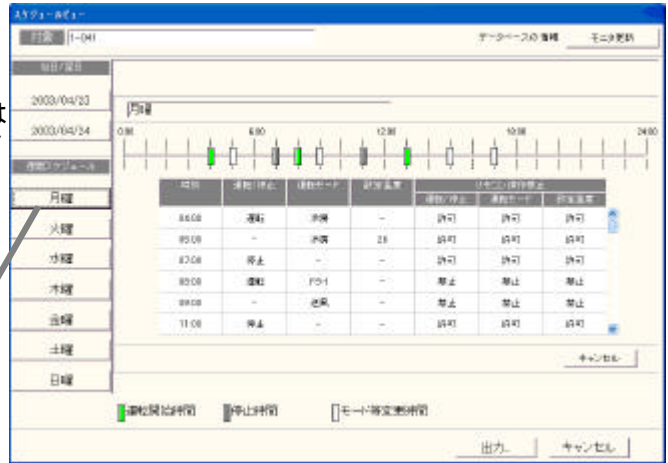 スケジュールビュー
対象 1-041
データベースの情報 モニタ更新
当日/翌日
2003/04/23
2003/04/24
は
月曜
0:00 6:00 12:00 18:00 24:00
週間スケジュール
月曜
火曜
水曜
木曜
金曜
土曜
日曜
時刻 運転/停止 運転モード 設定温度 リモコン操作禁止
運転/停止 運転モード 設定温度
04:00 運転 冷房 - 許可 許可 許可
05:00 - 冷房 28 許可 許可 許可
07:00 停止 - - 許可 許可 許可
08:00 運転 ドライ - 禁止 禁止 禁止
09:00 - 送風 - 禁止 禁止 禁止
11:00 停止 - - 許可 許可 許可
キャンセル
運転開始時間 停止時間 モード等変更時間
出力... キャンセル